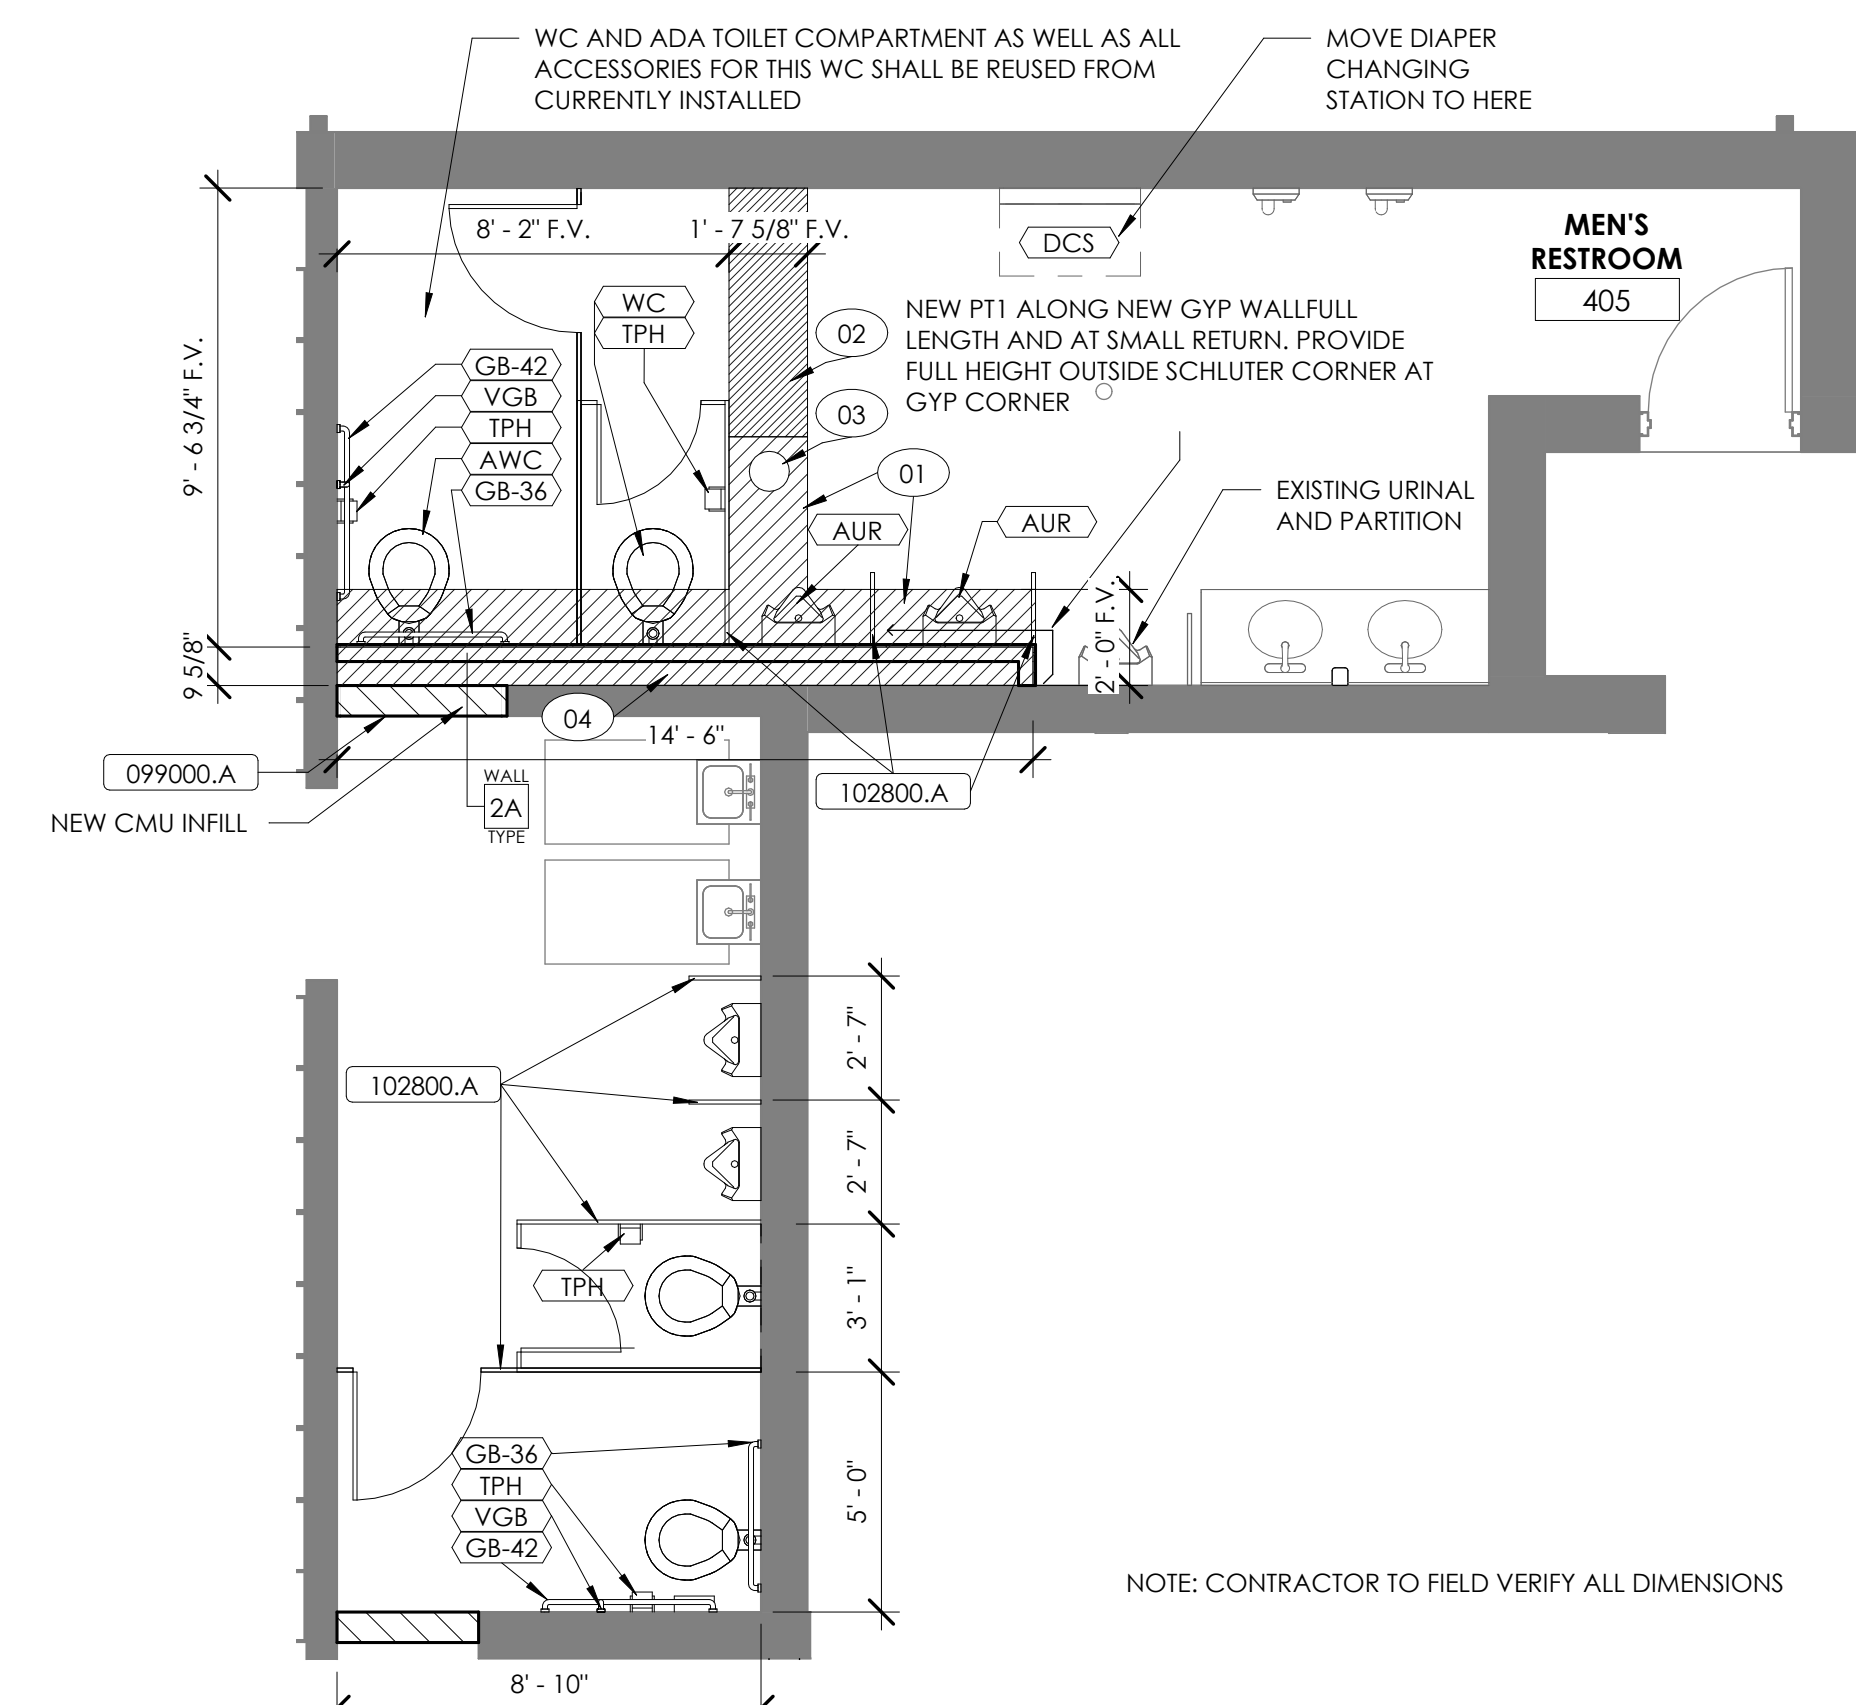 WC AND ADA TOILET COMPARTMENT AS WELL AS ALL
ACCESSORIES FOR THIS WC SHALL BE REUSED FROM
CURRENTLY INSTALLED
MOVE DIAPER
CHANGING
STATION TO HERE
8' - 2" F.V.
1' - 7 5/8" F.V.
DCS
MEN'S
RESTROOM
405
WC
TPH
02
NEW PT1 ALONG NEW GYP WALLFULL
LENGTH AND AT SMALL RETURN. PROVIDE
FULL HEIGHT OUTSIDE SCHLUTER CORNER AT
GYP CORNER
9' - 6 3/4" F.V.
GB-42
VGB
TPH
AWC
GB-36
03
01
AUR
AUR
EXISTING URINAL
AND PARTITION
2' - 0" F.V.
9 5/8"
04
14' - 6"
099000.A
NEW CMU INFILL
WALL
2A
TYPE
102800.A
2' - 7"
102800.A
2' - 7"
TPH
3' - 1"
GB-36
TPH
VGB
GB-42
5' - 0"
NOTE: CONTRACTOR TO FIELD VERIFY ALL DIMENSIONS
8' - 10"